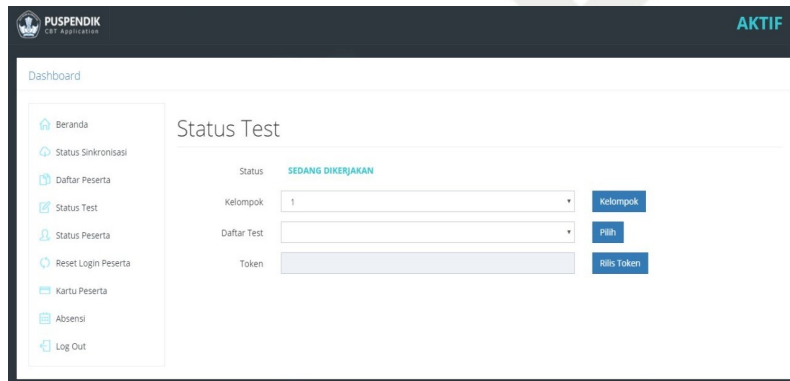 PUSPENDIK
CBT Application
AKTIF
Dashboard
Beranda
Status Sinkronisasi
Daftar Peserta
Status Test
Status Peserta
Reset Login Peserta
Kartu Peserta
Absensi
Log Out
Status Test
Status SEDANG DIKERJAKAN
Kelompok 1 Kelompok
Daftar Test Pilih
Token Rilis Token